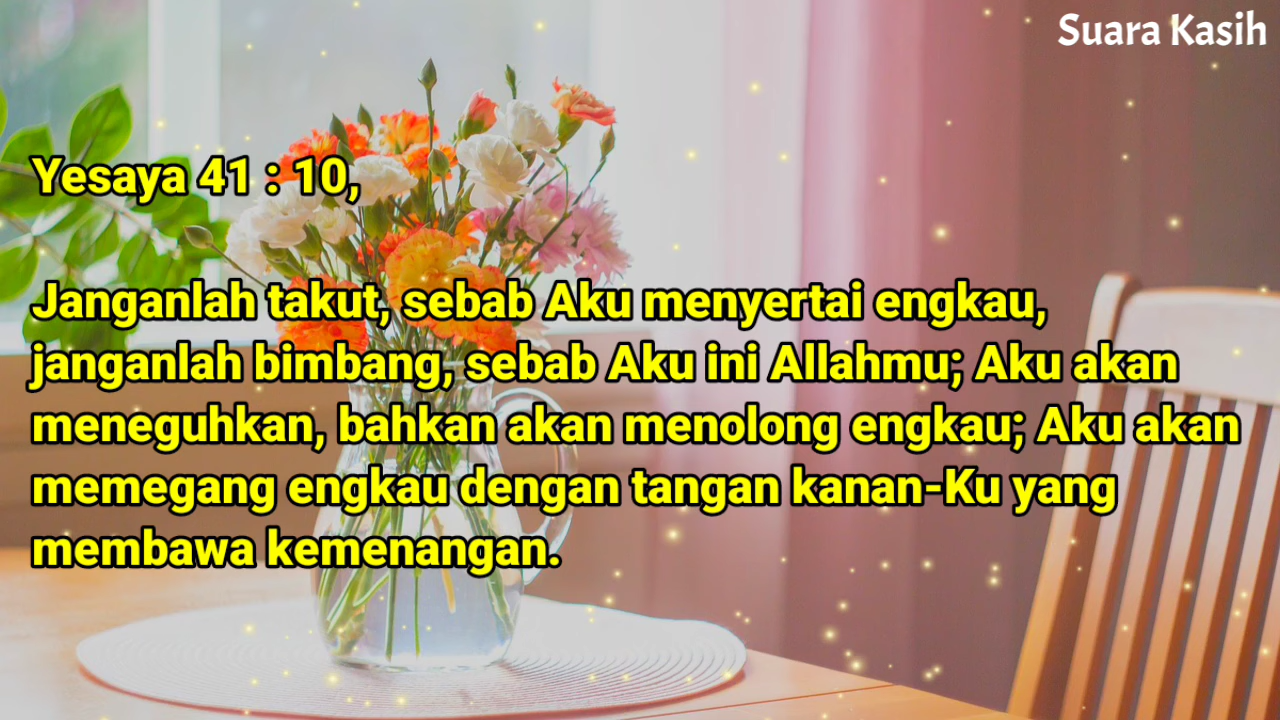 Suara Kasih
Yesaya 41 : 10,
Janganlah takut, sebab Aku menyertai engkau,
janganlah bimbang, sebab Aku ini Allahmu; Aku akan
meneguhkan, bahkan akan menolong engkau; Aku akan
memegang engkau dengan tangan kanan-Ku yang
membawa kemenangan.